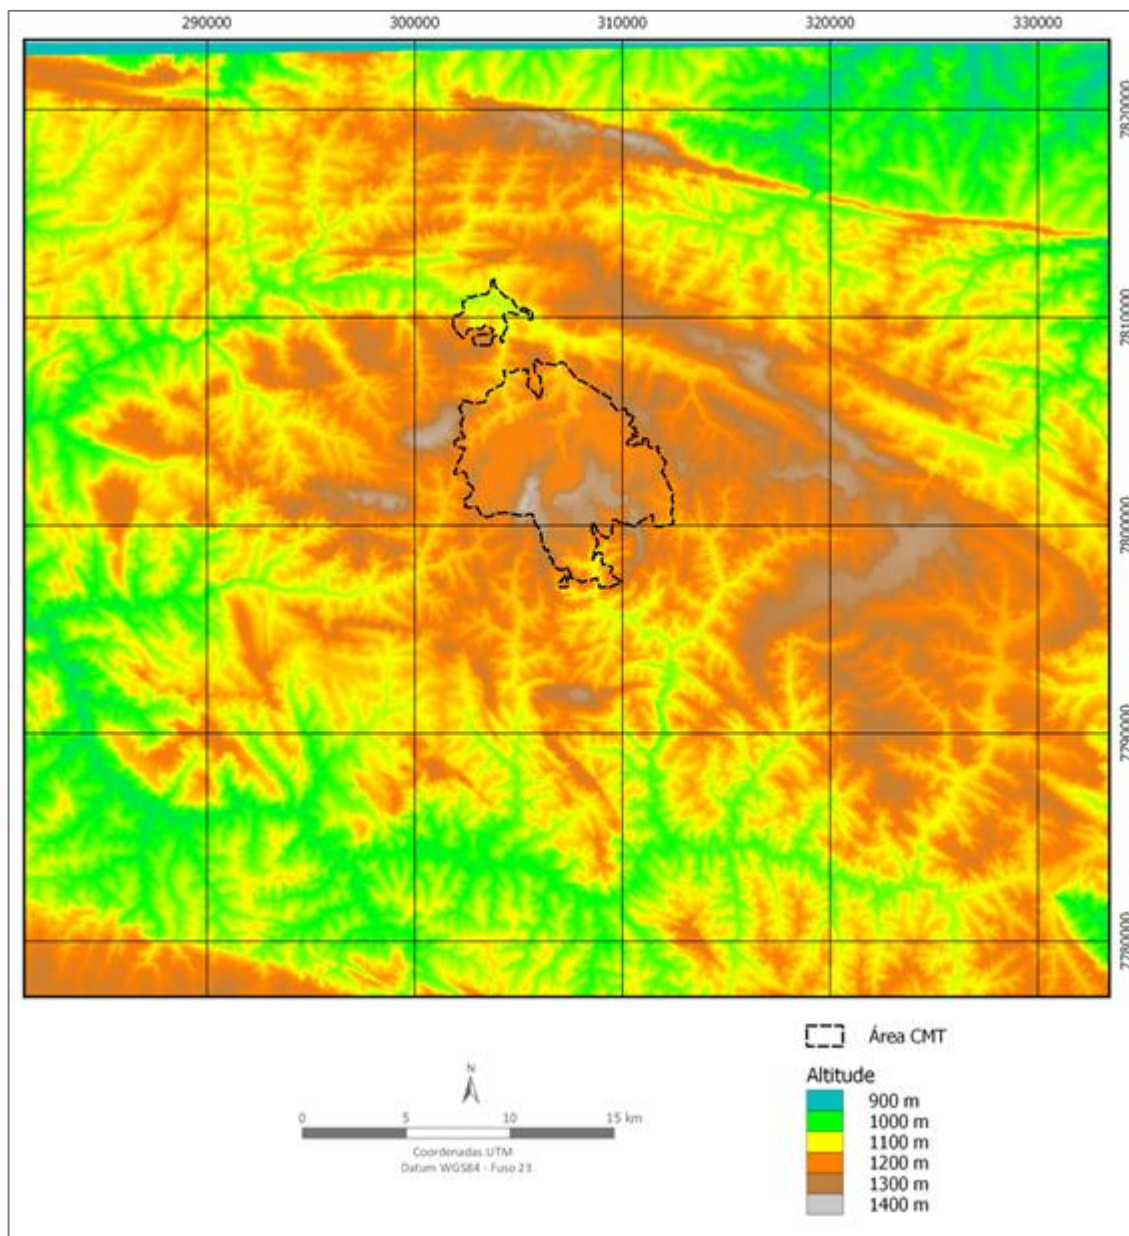 290000 300000 310000 320000 330000
7820000
7810000
7800000
7790000
7780000
Área CMT
Altitude
900 m
1000 m
1100 m
1200 m
1300 m
1400 m
N
0 5 10 15 km
Coordenadas UTM
Datum WGS84 - Fuso 23